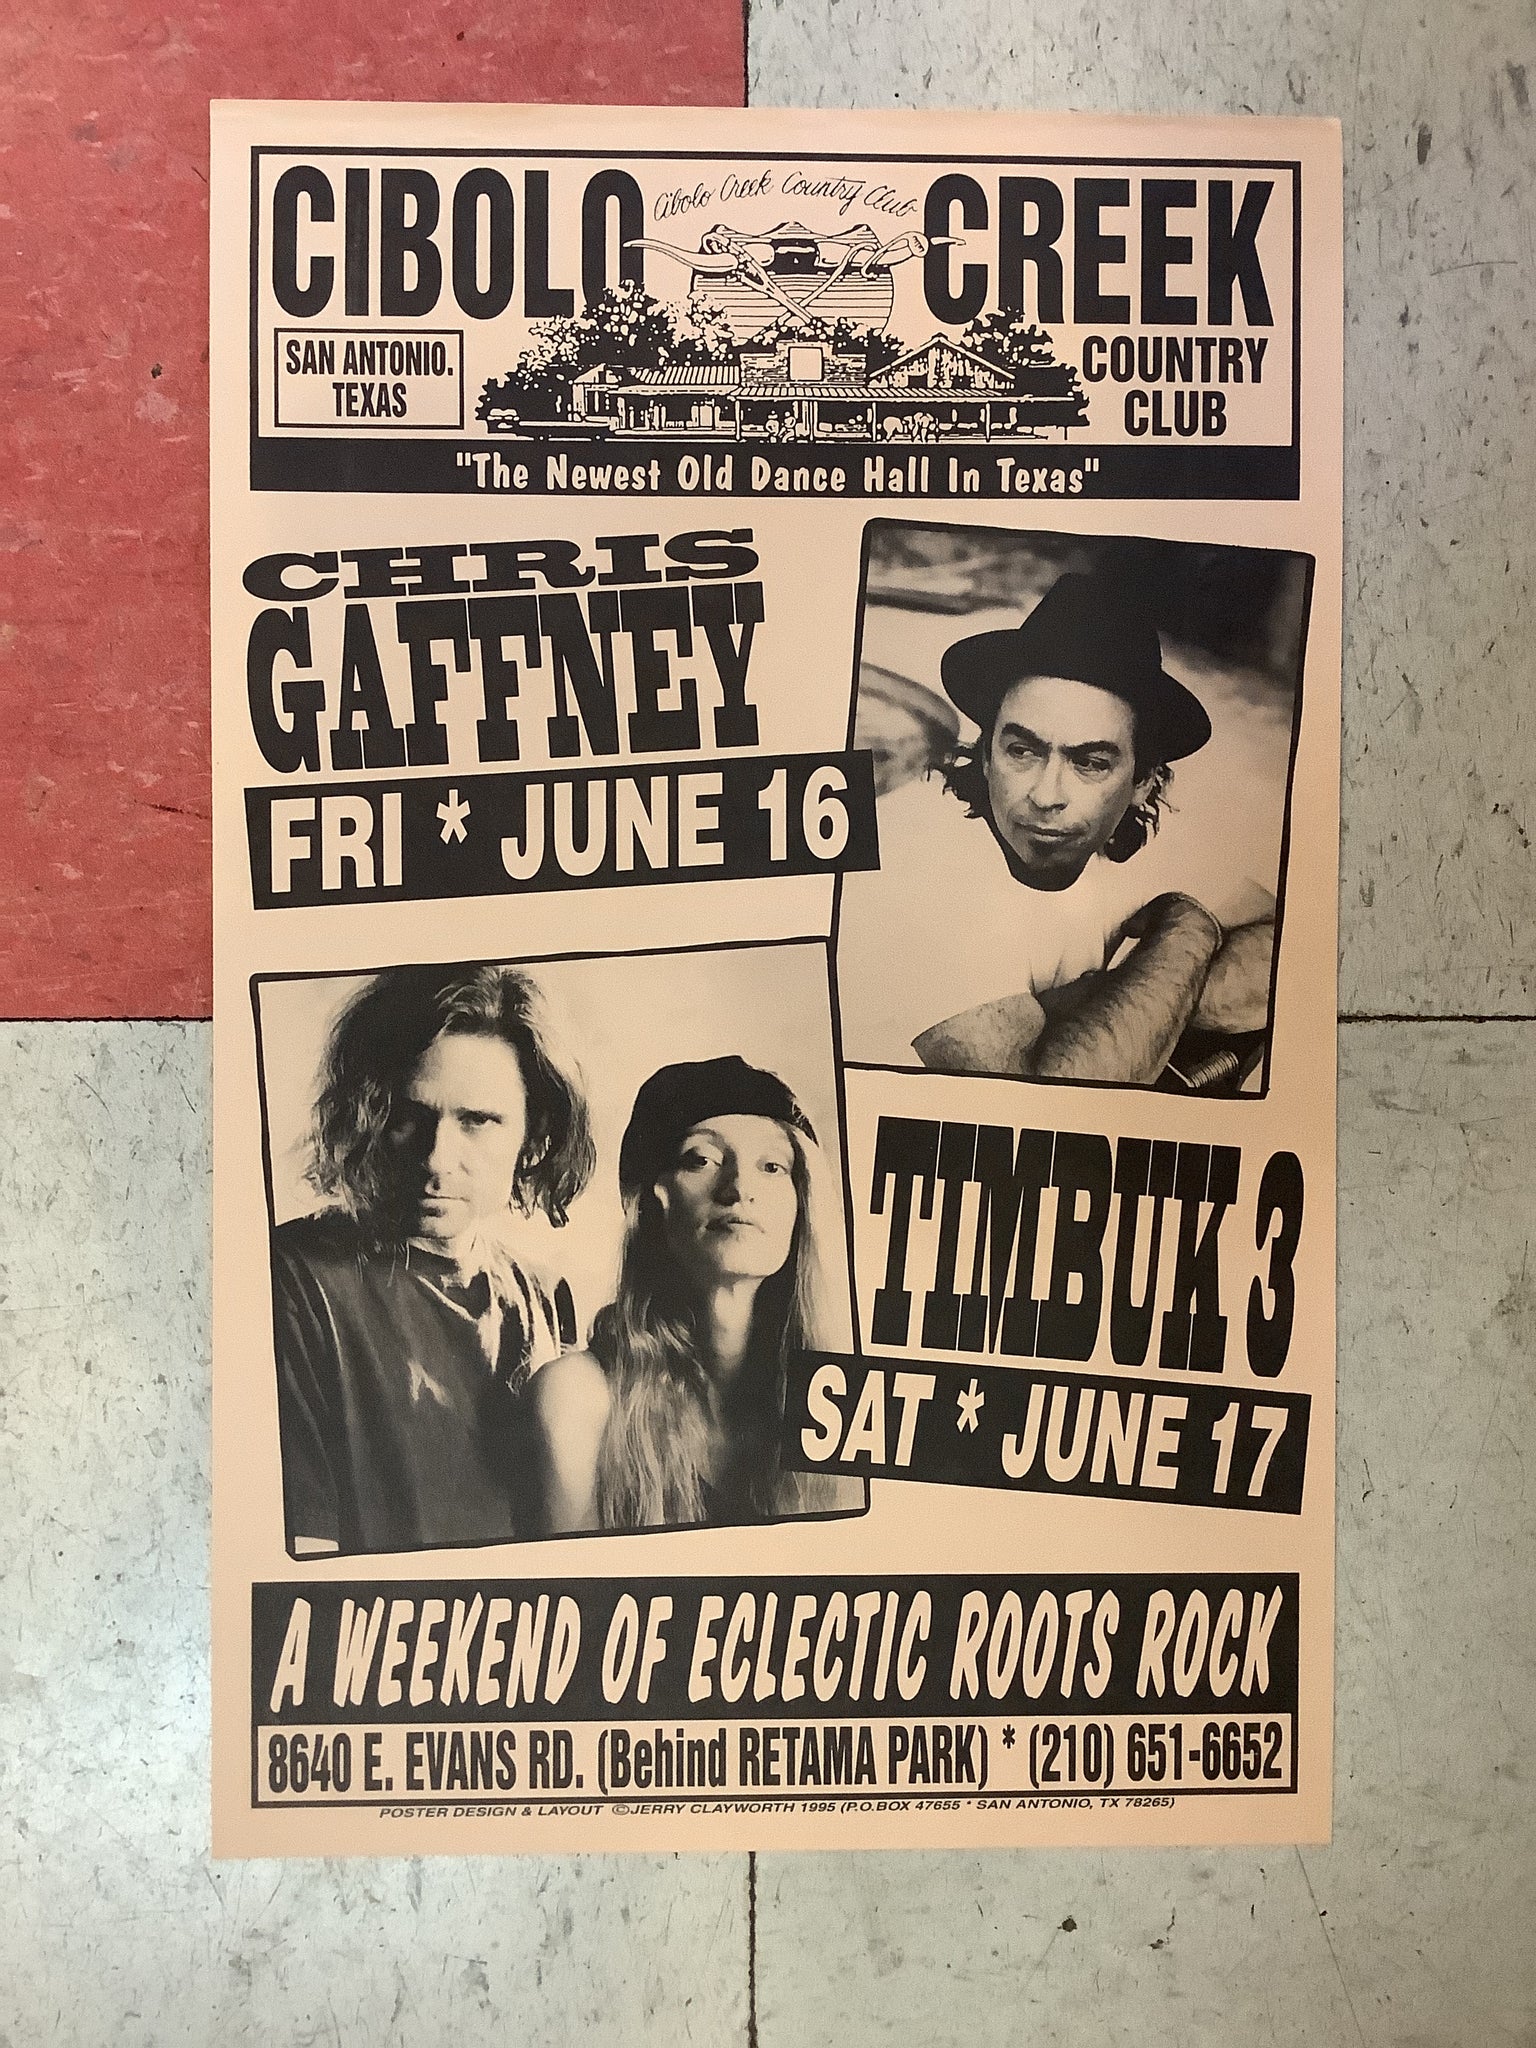 CIBOLO CREEK
Cibolo Creek Country Club
SAN ANTONIO.
TEXAS
COUNTRY
CLUB
"The Newest Old Dance Hall In Texas"
CHRIS
GAFFNEY
FRI * JUNE 16
TIMBUK 3
SAT * JUNE 17
A WEEKEND OF ECLECTIC ROOTS ROCK
8640 E. EVANS RD. (Behind RETAMA PARK) * (210) 651-6652
POSTER DESIGN & LAYOUT ©JERRY CLAYWORTH 1995 (P.O.BOX 47655 * SAN ANTONIO, TX 78265)